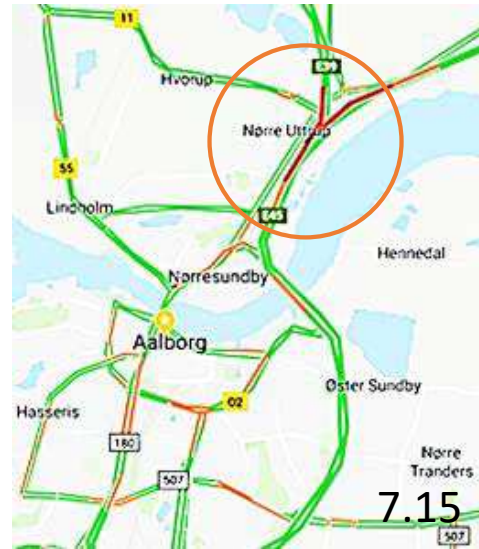 11
E39
Hvorup
Nørre Uttrup
55
Lindholm
E45
Hennedal
Nørresundby
Aalborg
Øster Sundby
02
Hasseris
180
Nørre
Tranders
507
7.15
507